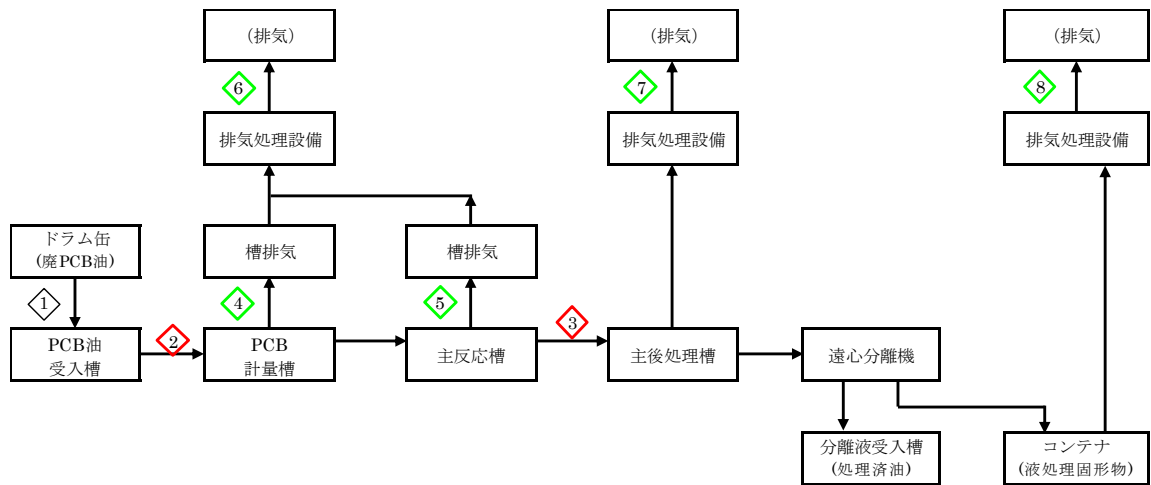 (排気)
(排気)
(排気)
6
7
8
排気処理設備
排気処理設備
排気処理設備
ドラム缶
(廃PCB油)
槽排気
槽排気
1
4
5
2
3
PCB油
受入槽
PCB
計量槽
主反応槽
主後処理槽
遠心分離機
分離液受入槽
(処理済油)
コンテナ
(液処理固形物)